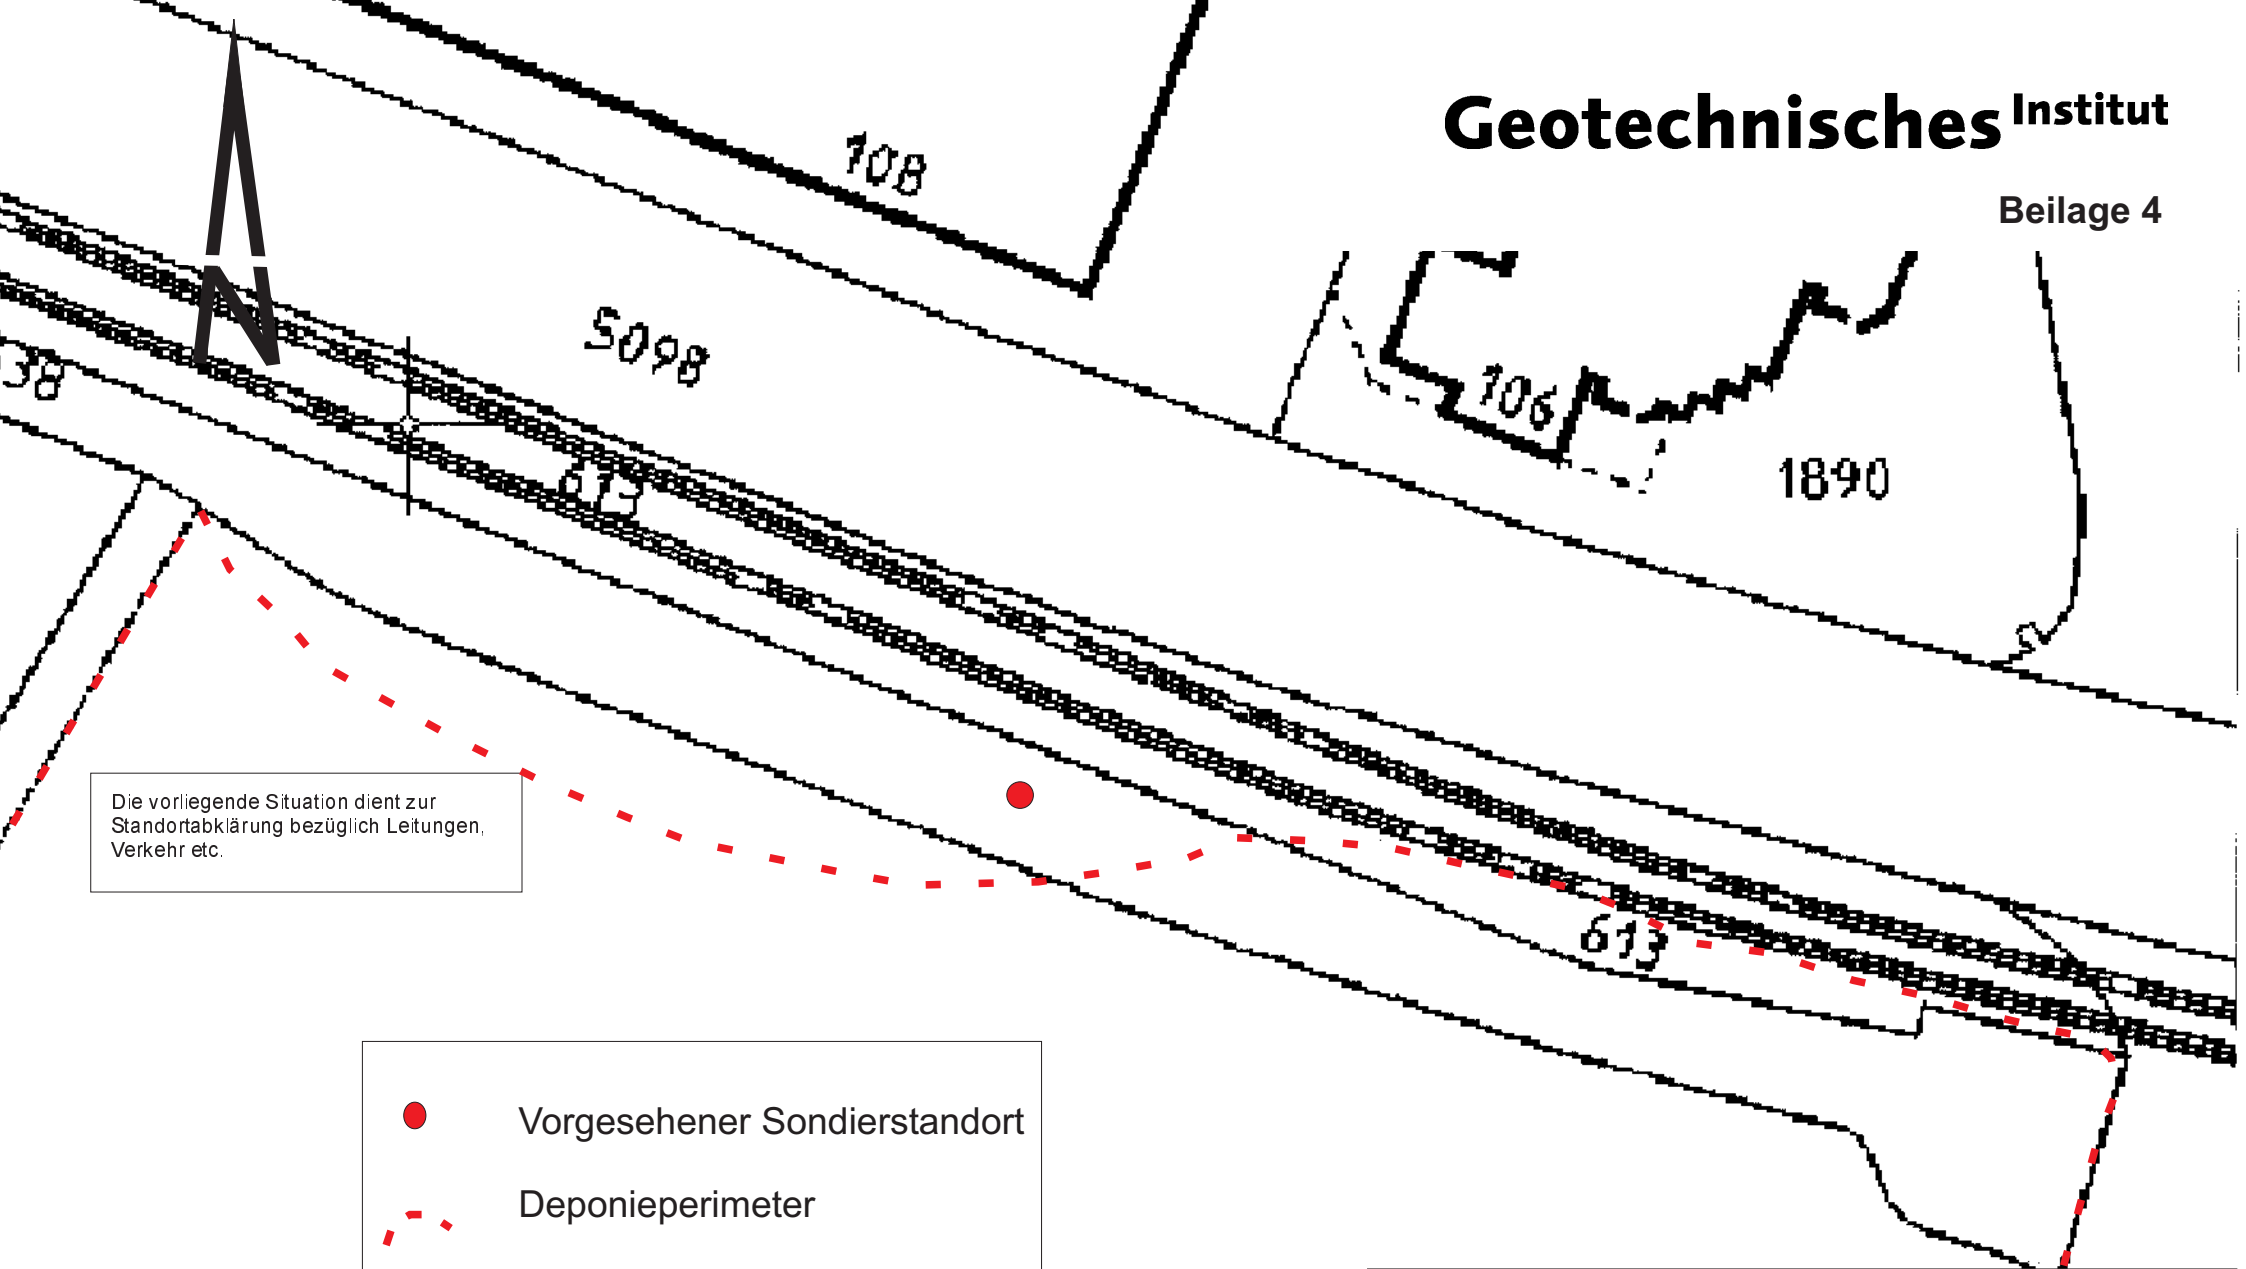 Geotechnisches Institut
Beilage 4
108
5098
106
1890
613
Die vorliegende Situation dient zur
Standortabklärung bezüglich Leitungen,
Verkehr etc.
613
Vorgesehener Sondierstandort
Deponieperimeter